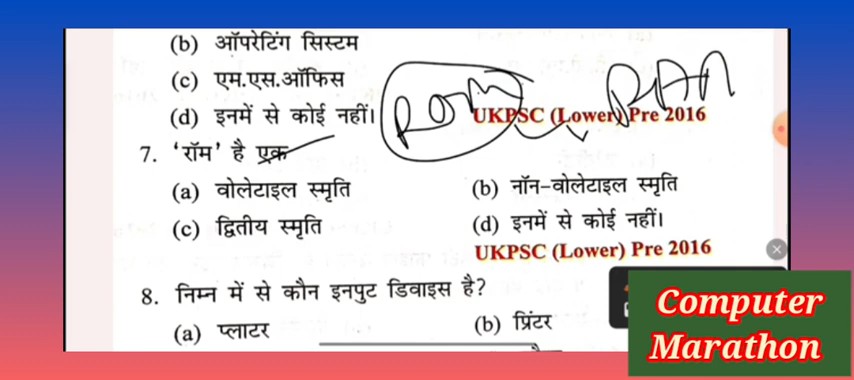 (b) ऑपरेटिंग सिस्टम
(c) एम.एस.ऑफिस
(d) इनमें से कोई नहीं।
UKPSC (Lower) Pre 2016
ROM
RAM
7. ‘रॉम’ है एक
(a) वोलेटाइल स्मृति
(b) नॉन-वोलेटाइल स्मृति
(c) द्वितीय स्मृति
(d) इनमें से कोई नहीं।
UKPSC (Lower) Pre 2016
8. निम्न में से कौन इनपुट डिवाइस है?
(a) प्लाटर
(b) प्रिंटर
Computer
Marathon